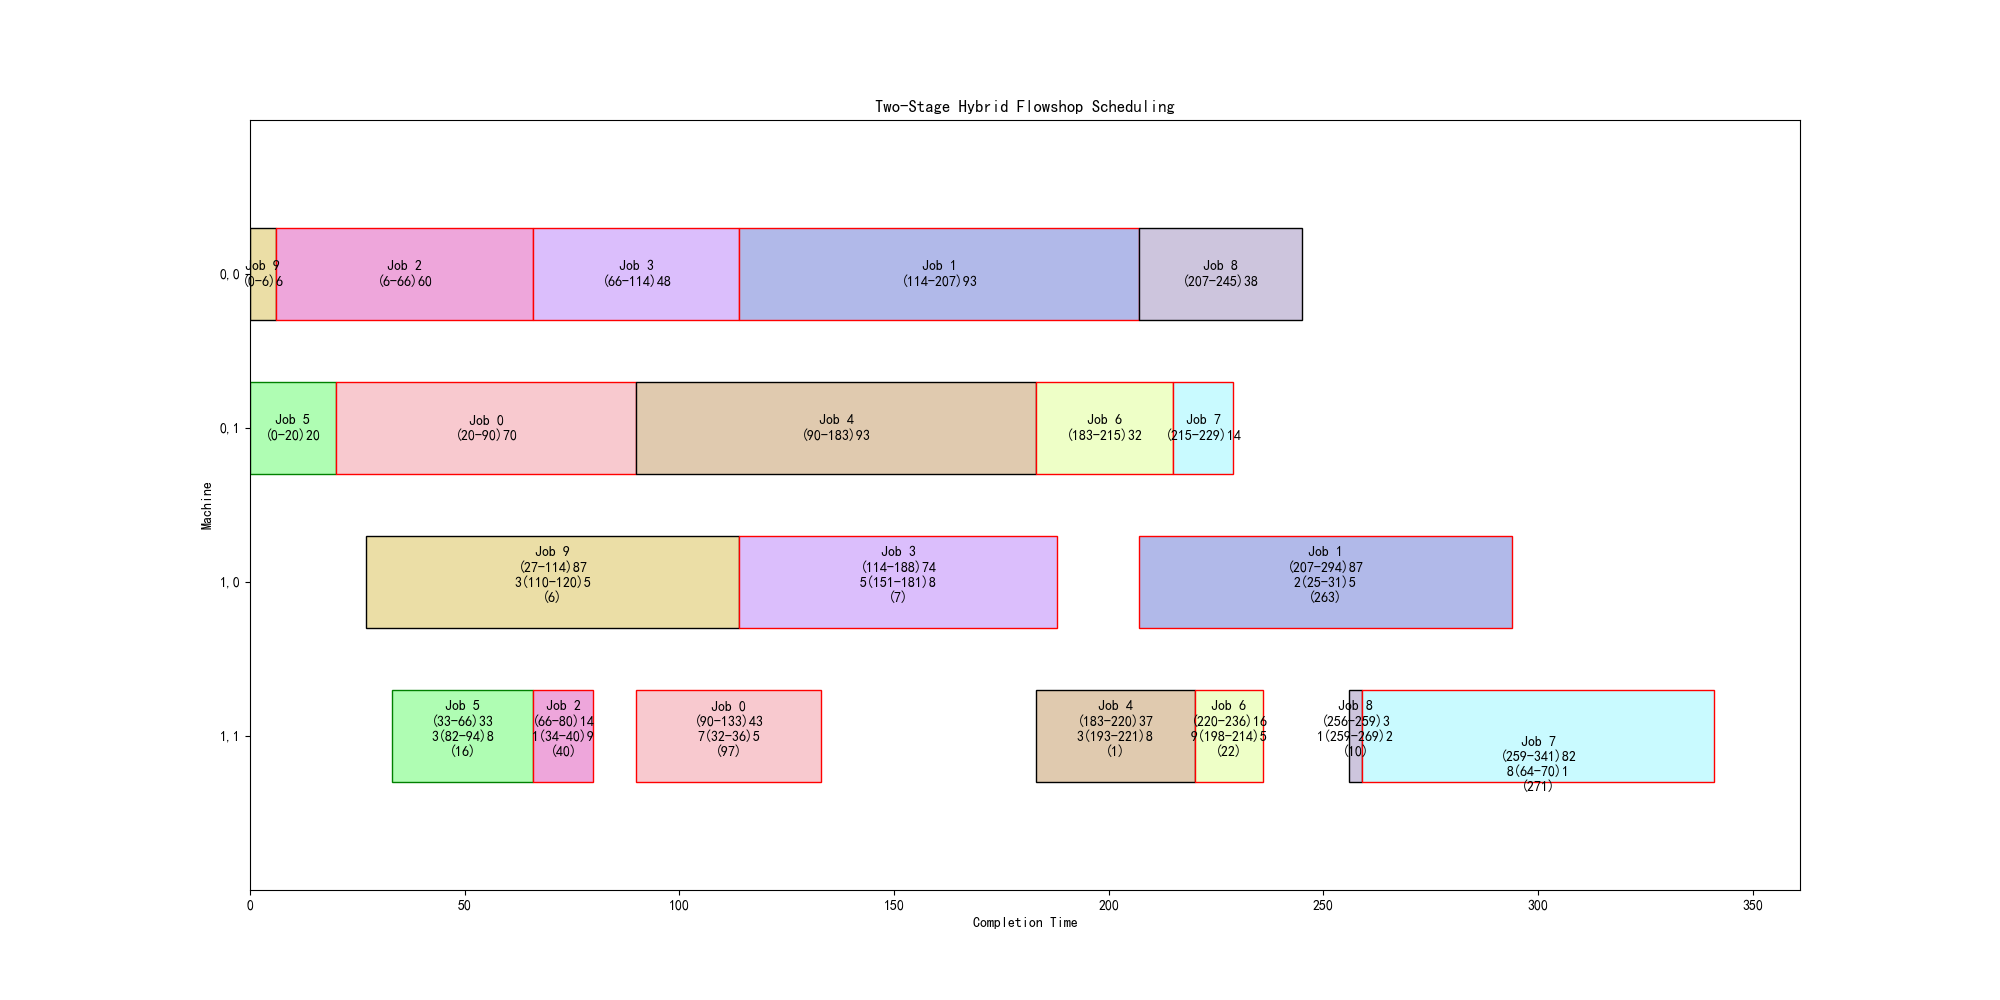 Two-Stage Hybrid Flowshop Scheduling
0,0
Job 9
(0-6)6
Job 2
(6-66)60
Job 3
(66-114)48
Job 1
(114-207)93
Job 8
(207-245)38
0,1
Job 5
(0-20)20
Job 0
(20-90)70
Job 4
(90-183)93
Job 6
(183-215)32
Job 7
(215-229)14
Machine
1,0
Job 9
(27-114)87
3(110-120)5
(6)
Job 3
(114-188)74
5(151-181)8
(7)
Job 1
(207-294)87
2(25-31)5
(263)
1,1
Job 5
(33-66)33
3(82-94)8
(16)
Job 2
(66-80)14
1(34-40)9
(40)
Job 0
(90-133)43
7(32-36)5
(97)
Job 4
(183-220)37
3(193-221)8
(1)
Job 6
(220-236)16
9(198-214)5
(22)
Job 8
(256-259)3
1(259-269)2
(10)
Job 7
(259-341)82
8(64-70)1
(271)
0
50
100
150
200
250
300
350
Completion Time